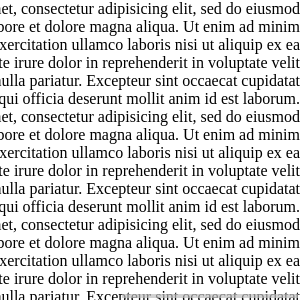 et, consectetur adipisicing elit, sed do eiusmod
ore et dolore magna aliqua. Ut enim ad minim
xercitation ullamco laboris nisi ut aliquip ex ea
te irure dolor in reprehenderit in voluptate velit
ulla pariatur. Excepteur sint occaecat cupidatat
qui officia deserunt mollit anim id est laborum.
et, consectetur adipisicing elit, sed do eiusmod
ore et dolore magna aliqua. Ut enim ad minim
xercitation ullamco laboris nisi ut aliquip ex ea
te irure dolor in reprehenderit in voluptate velit
ulla pariatur. Excepteur sint occaecat cupidatat
qui officia deserunt mollit anim id est laborum.
et, consectetur adipisicing elit, sed do eiusmod
ore et dolore magna aliqua. Ut enim ad minim
xercitation ullamco laboris nisi ut aliquip ex ea
te irure dolor in reprehenderit in voluptate velit
ulla pariatur. Excepteur sint occaecat cupidatat